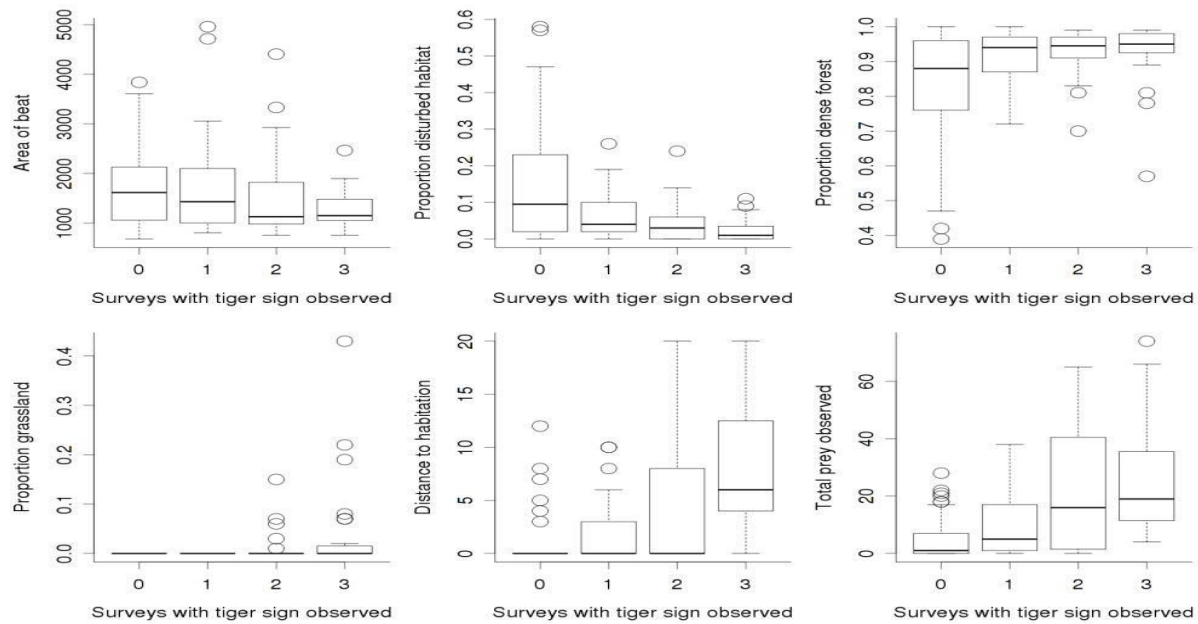 Area of beat
5000
4000
3000
2000
1000
0 1 2 3
Surveys with tiger sign observed
Proportion disturbed habitat
0.6
0.5
0.4
0.3
0.2
0.1
0.0
0 1 2 3
Surveys with tiger sign observed
Proportion dense forest
1.0
0.9
0.8
0.7
0.6
0.5
0.4
0 1 2 3
Surveys with tiger sign observed
Proportion grassland
0.4
0.3
0.2
0.1
0.0
0 1 2 3
Surveys with tiger sign observed
Distance to habitation
20
15
10
5
0
0 1 2 3
Surveys with tiger sign observed
Total prey observed
60
40
20
0
0 1 2 3
Surveys with tiger sign observed